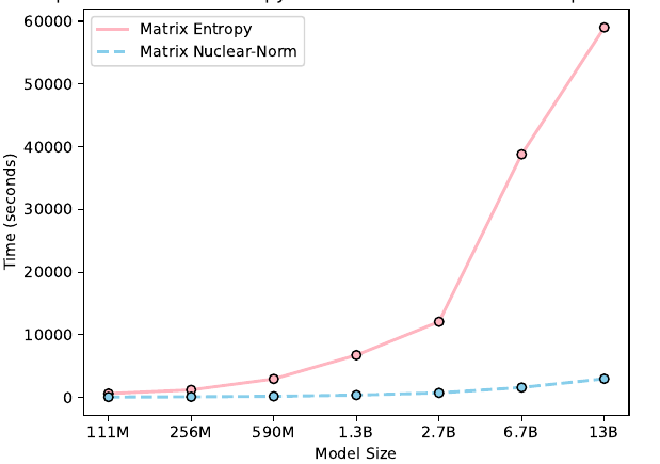 Matrix Entropy
Matrix Nuclear-Norm
60000
50000
40000
30000
20000
10000
0
Time (seconds)
111M 256M 590M 1.3B 2.7B 6.7B 13B
Model Size